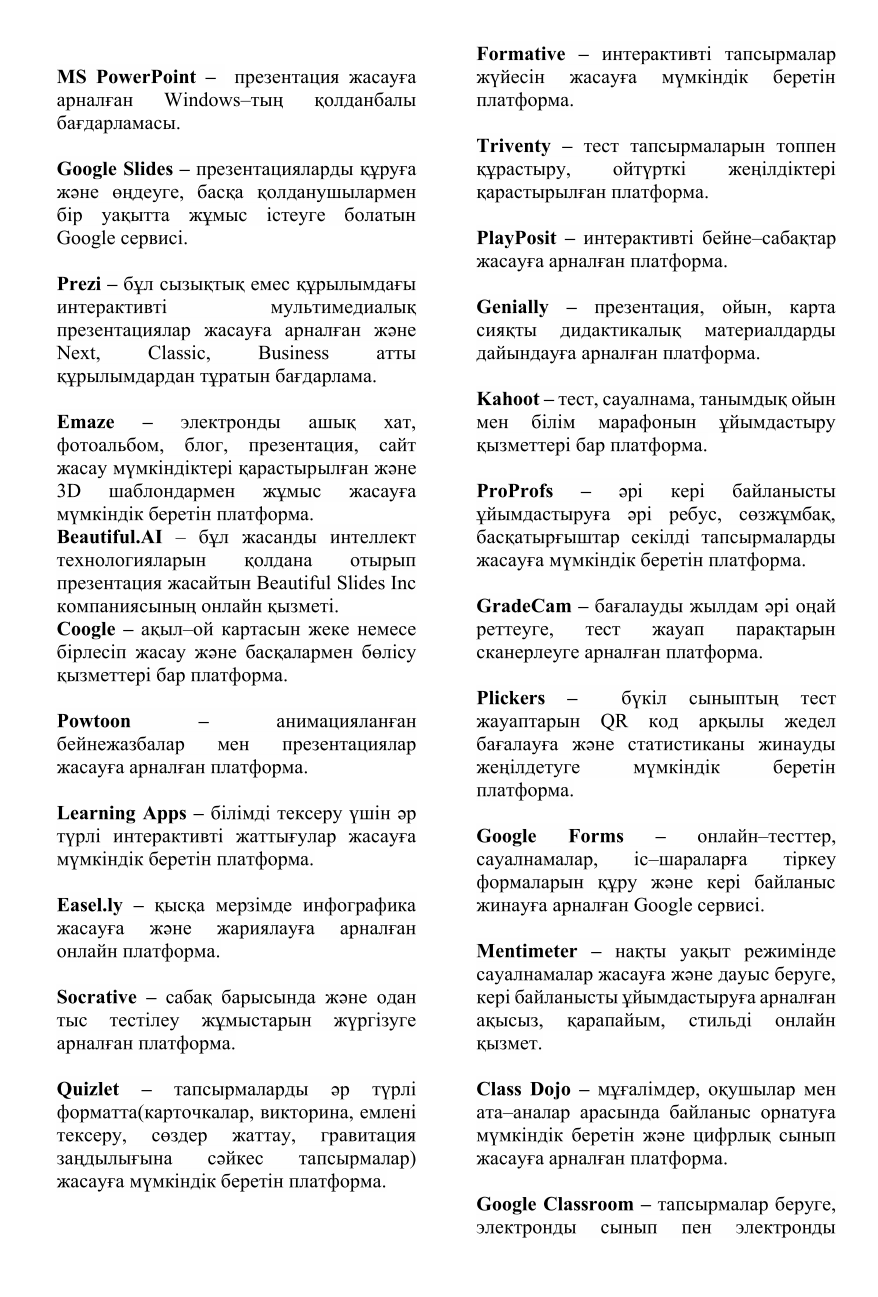 MS PowerPoint – презентация жасауға
арналған Windows–тың қолданбалы
бағдарламасы.
Google Slides – презентацияларды құруға
және өңдеуге, басқа қолданушылармен
бір уақытта жұмыс істеуге болатын
Google сервисі.
Prezi – бұл сызықтық емес құрылымдағы
интерактивті мультимедиалық
презентациялар жасауға арналған және
Next, Classic, Business атты
құрылымдардан тұратын бағдарлама.
Emaze – электронды ашық хат,
фотоальбом, блог, презентация, сайт
жасау мүмкіндіктері қарастырылған және
3D шаблондармен жұмыс жасауға
мүмкіндік беретін платформа.
Beautiful.AI – бұл жасанды интеллект
технологияларын қолдана отырып
презентация жасайтын Beautiful Slides Inc
компаниясының онлайн қызметі.
Coogle – ақыл–ой картасын жеке немесе
бірлесіп жасау және басқалармен бөлісу
қызметтері бар платформа.
Powtoon – анимацияланған
бейнежазбалар мен презентациялар
жасауға арналған платформа.
Learning Apps – білімді тексеру үшін әр
түрлі интерактивті жаттығулар жасауға
мүмкіндік беретін платформа.
Easel.ly – қысқа мерзімде инфографика
жасауға және жариялауға арналған
онлайн платформа.
Socrative – сабақ барысында және одан
тыс тестілеу жұмыстарын жүргізуге
арналған платформа.
Quizlet – тапсырмаларды әр түрлі
форматта(карточкалар, викторина, емлені
тексеру, сөздер жаттау, гравитация
заңдылығына сәйкес тапсырмалар)
жасауға мүмкіндік беретін платформа.
Formative – интерактивті тапсырмалар
жүйесін жасауға мүмкіндік беретін
платформа.
Triventy – тест тапсырмаларын топпен
құрастыру, ойтүрткі жеңілдіктері
қарастырылған платформа.
PlayPosit – интерактивті бейне–сабақтар
жасауға арналған платформа.
Genially – презентация, ойын, карта
сияқты дидактикалық материалдарды
дайындауға арналған платформа.
Kahoot – тест, сауалнама, танымдық ойын
мен білім марафонын ұйымдастыру
қызметтері бар платформа.
ProProfs – әрі кері байланысты
ұйымдастыруға әрі ребус, сөзжұмбақ,
басқатырғыштар секілді тапсырмаларды
жасауға мүмкіндік беретін платформа.
GradeCam – бағалауды жылдам әрі оңай
реттеуге, тест жауап парақтарын
сканерлеуге арналған платформа.
Plickers – бүкіл сыныптың тест
жауаптарын QR код арқылы жедел
бағалауға және статистиканы жинауды
жеңілдетуге мүмкіндік беретін
платформа.
Google Forms – онлайн–тесттер,
сауалнамалар, іс–шараларға тіркеу
формаларын құру және кері байланыс
жинауға арналған Google сервисі.
Mentimeter – нақты уақыт режимінде
сауалнамалар жасауға және дауыс беруге,
кері байланысты ұйымдастыруға арналған
ақысыз, қарапайым, стильді онлайн
қызмет.
Class Dojo – мұғалімдер, оқушылар мен
ата–аналар арасында байланыс орнатуға
мүмкіндік беретін және цифрлық сынып
жасауға арналған платформа.
Google Classroom – тапсырмалар беруге,
электронды сынып пен электронды